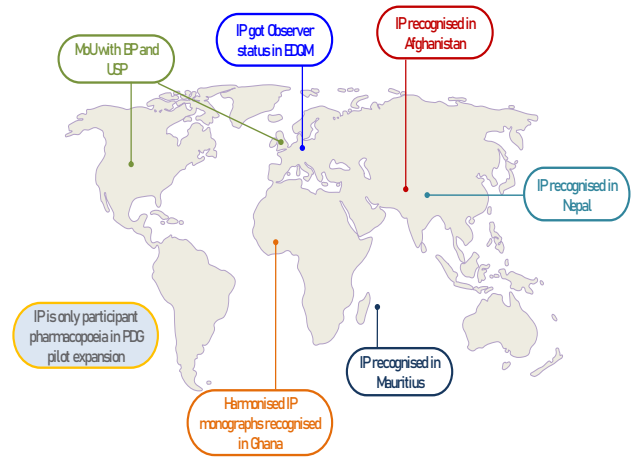 MoU with BP and
USP
IP got Observer
status in EDQM
IP recognised in
Afghanistan
IP recognised in
Nepal
IP is only participant
pharmacopoeia in PDG
pilot expansion
IP recognised in
Mauritius
Harmonised IP
monographs recognised
in Ghana